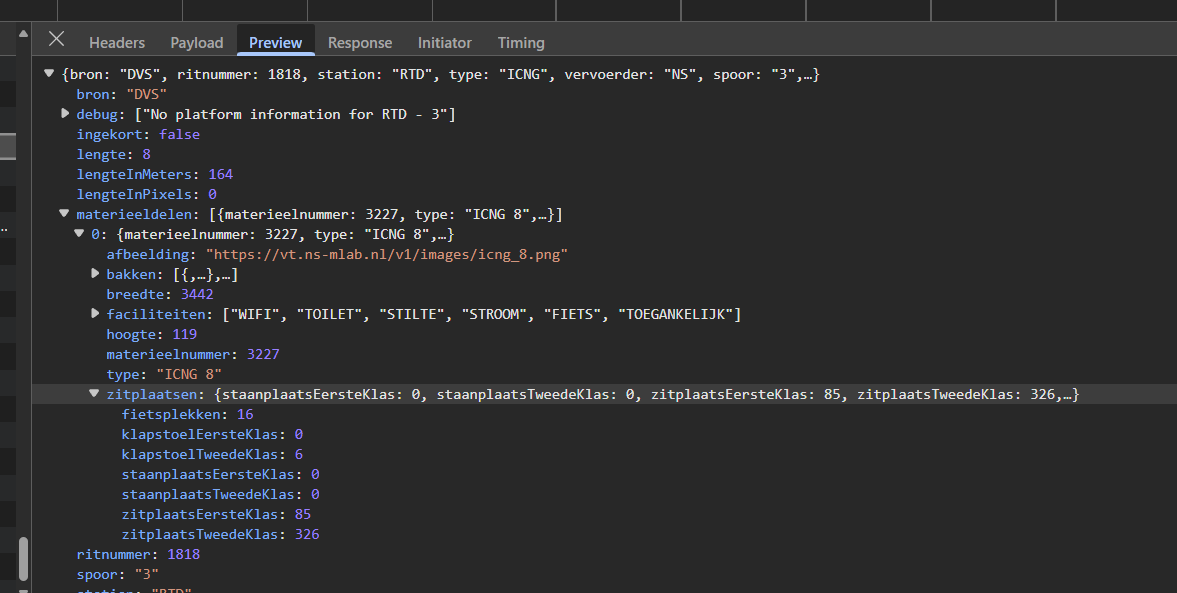 Headers Payload Preview Response Initiator Timing
{bron: "DVS", ritnummer: 1818, station: "RTD", type: "ICNG", vervoerder: "NS", spoor: "3",…}
bron: "DVS"
debug: ["No platform information for RTD - 3"]
ingekort: false
lengte: 8
lengteInMeters: 164
lengteInPixels: 0
materieeldelen: [{materieelnummer: 3227, type: "ICNG 8",…}]
0: {materieelnummer: 3227, type: "ICNG 8",…}
afbeelding: "https://vt.ns-mlab.nl/v1/images/icng_8.png"
bakken: [{,…},…]
breedte: 3442
faciliteiten: ["WIFI", "TOILET", "STILTE", "STROOM", "FIETS", "TOEGANKELIJK"]
hoogte: 119
materieelnummer: 3227
type: "ICNG 8"
zitplaatsen: {staanplaatsEersteKlas: 0, staanplaatsTweedeKlas: 0, zitplaatsEersteKlas: 85, zitplaatsTweedeKlas: 326,…}
fietsplekken: 16
klapstoelEersteKlas: 0
klapstoelTweedeKlas: 6
staanplaatsEersteKlas: 0
staanplaatsTweedeKlas: 0
zitplaatsEersteKlas: 85
zitplaatsTweedeKlas: 326
ritnummer: 1818
spoor: "3"
station: "RTD"